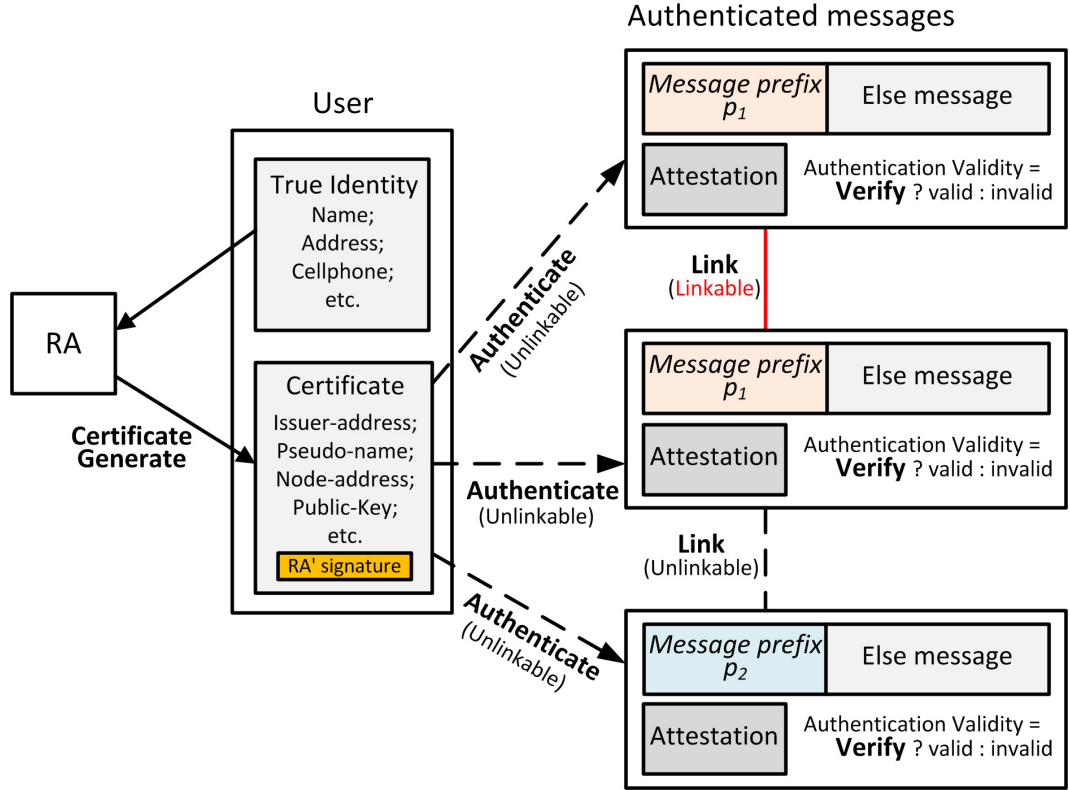 Authenticated messages
Message prefix
p1
Else message
Attestation
Authentication Validity =
Verify ? valid : invalid
User
True Identity
Name;
Address;
Cellphone;
etc.
RA
Certificate
Generate
Certificate
Issuer-address;
Pseudo-name;
Node-address;
Public-Key;
etc.
RA' signature
Authenticate
(Unlinkable)
Link
(Linkable)
Message prefix
p1
Else message
Attestation
Authentication Validity =
Verify ? valid : invalid
Authenticate
(Unlinkable)
Link
(Unlinkable)
Authenticate
(Unlinkable)
Message prefix
p2
Else message
Attestation
Authentication Validity =
Verify ? valid : invalid